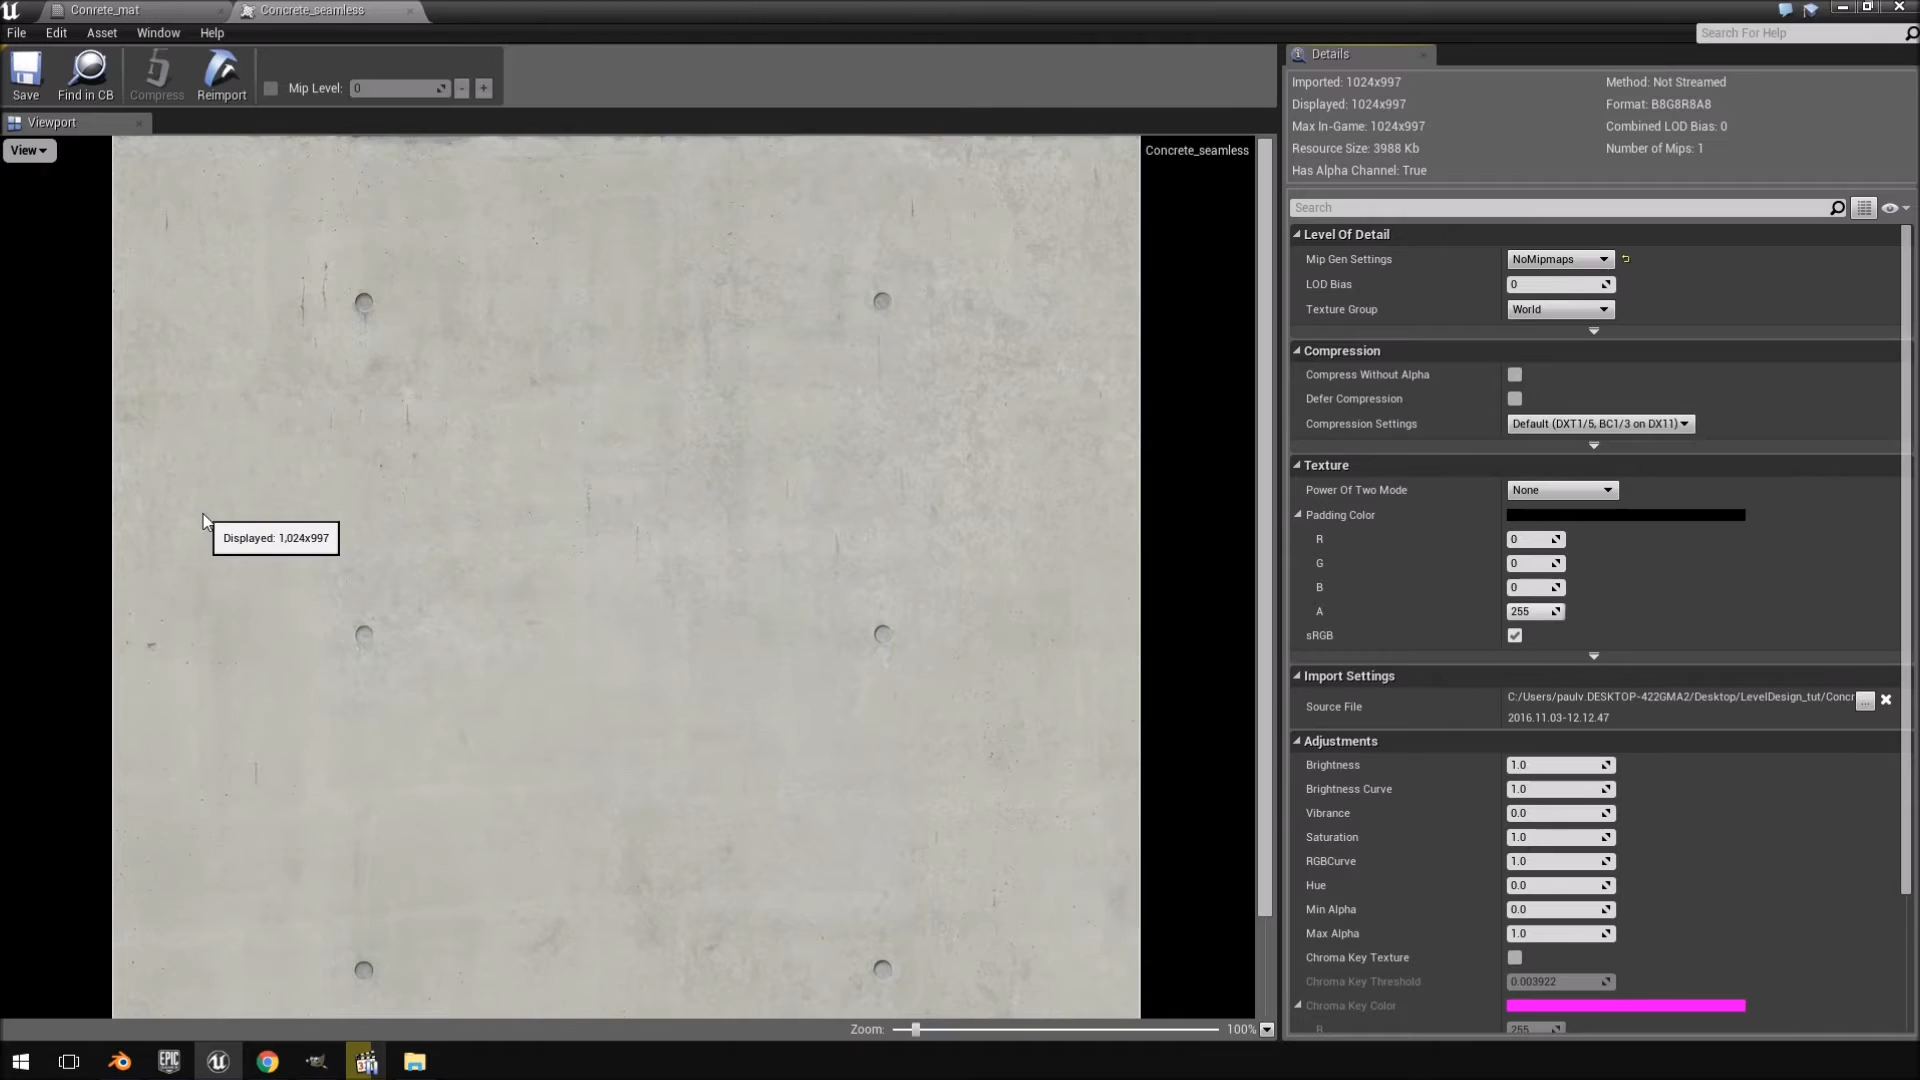 Conrete_mat
Concrete_seamless
File
Edit
Asset
Window
Help
Search For Help
Save
Find in CB
Compress
Reimport
Mip Level:
0
-
+
Details
Imported: 1024x997
Method: Not Streamed
Displayed: 1024x997
Format: B8G8R8A8
Max In-Game: 1024x997
Combined LOD Bias: 0
Resource Size: 3988 Kb
Number of Mips: 1
Has Alpha Channel: True
Viewport
View
Concrete_seamless
Displayed: 1,024x997
Search
Level Of Detail
Mip Gen Settings
NoMipmaps
LOD Bias
0
Texture Group
World
Compression
Compress Without Alpha
Defer Compression
Compression Settings
Default (DXT1/5, BC1/3 on DX11)
Texture
Power Of Two Mode
None
Padding Color
R
0
G
0
B
0
A
255
sRGB
Import Settings
Source File
C:/Users/paulv.DESKTOP-422GMA2/Desktop/LevelDesign_tut/Concr
...
2016.11.03-12.12.47
Adjustments
Brightness
1.0
Brightness Curve
1.0
Vibrance
0.0
Saturation
1.0
RGBCurve
1.0
Hue
0.0
Min Alpha
0.0
Max Alpha
1.0
Chroma Key Texture
Chroma Key Threshold
0.003922
Chroma Key Color
R
255
Zoom:
100%
EPIC
GAMES